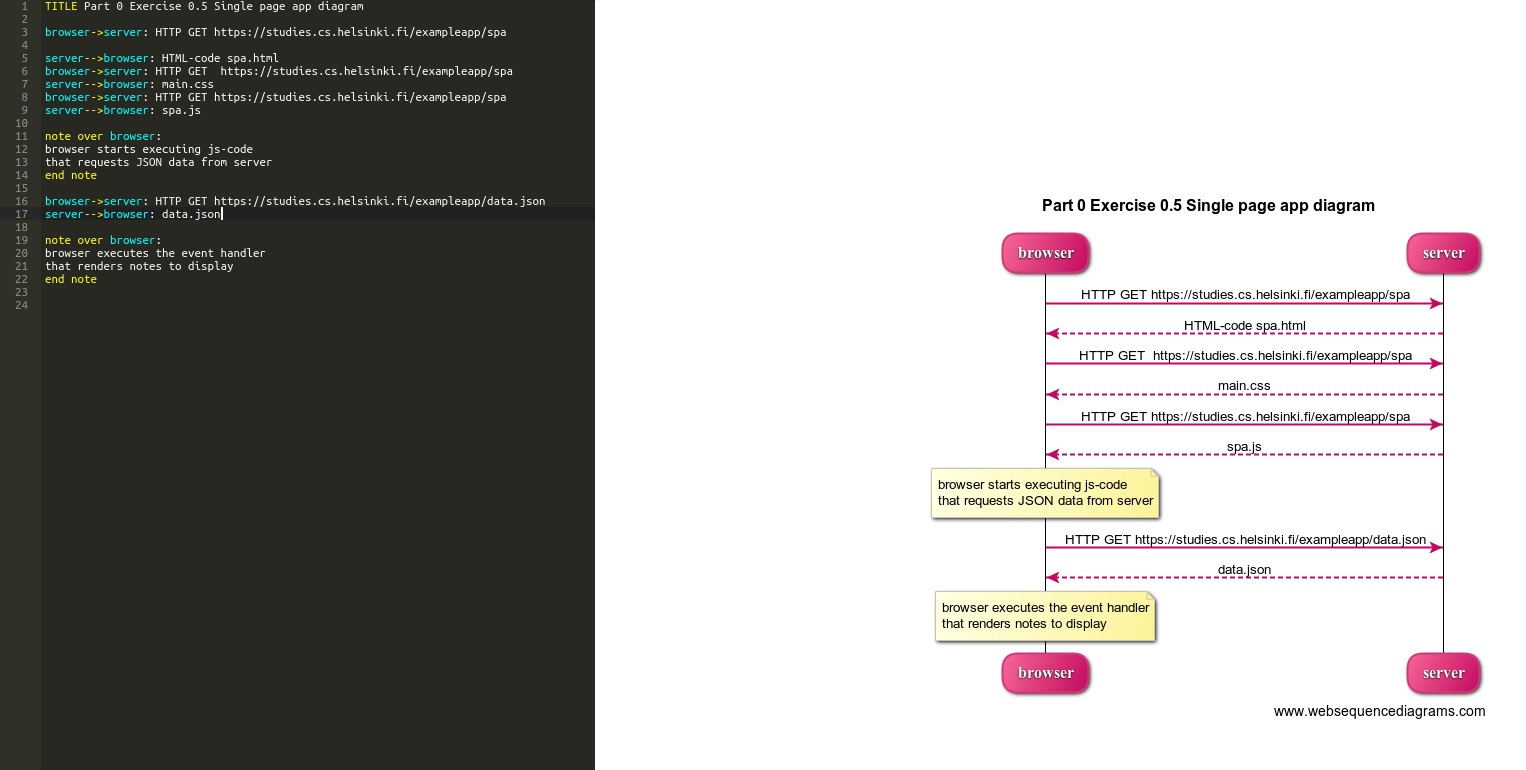 1 TITLE Part 0 Exercise 0.5 Single page app diagram
2
3 browser->server: HTTP GET https://studies.cs.helsinki.fi/exampleapp/spa
4
5 server-->browser: HTML-code spa.html
6 browser->server: HTTP GET  https://studies.cs.helsinki.fi/exampleapp/spa
7 server-->browser: main.css
8 browser->server: HTTP GET https://studies.cs.helsinki.fi/exampleapp/spa
9 server-->browser: spa.js
10
11 note over browser:
12 browser starts executing js-code
13 that requests JSON data from server
14 end note
15
16 browser->server: HTTP GET https://studies.cs.helsinki.fi/exampleapp/data.json
17 server-->browser: data.json
18
19 note over browser:
20 browser executes the event handler
21 that renders notes to display
22 end note
23
24
Part 0 Exercise 0.5 Single page app diagram
browser server
HTTP GET https://studies.cs.helsinki.fi/exampleapp/spa
HTML-code spa.html
HTTP GET  https://studies.cs.helsinki.fi/exampleapp/spa
main.css
HTTP GET https://studies.cs.helsinki.fi/exampleapp/spa
spa.js
browser starts executing js-code
that requests JSON data from server
HTTP GET https://studies.cs.helsinki.fi/exampleapp/data.json
data.json
browser executes the event handler
that renders notes to display
browser server
www.websequencediagrams.com